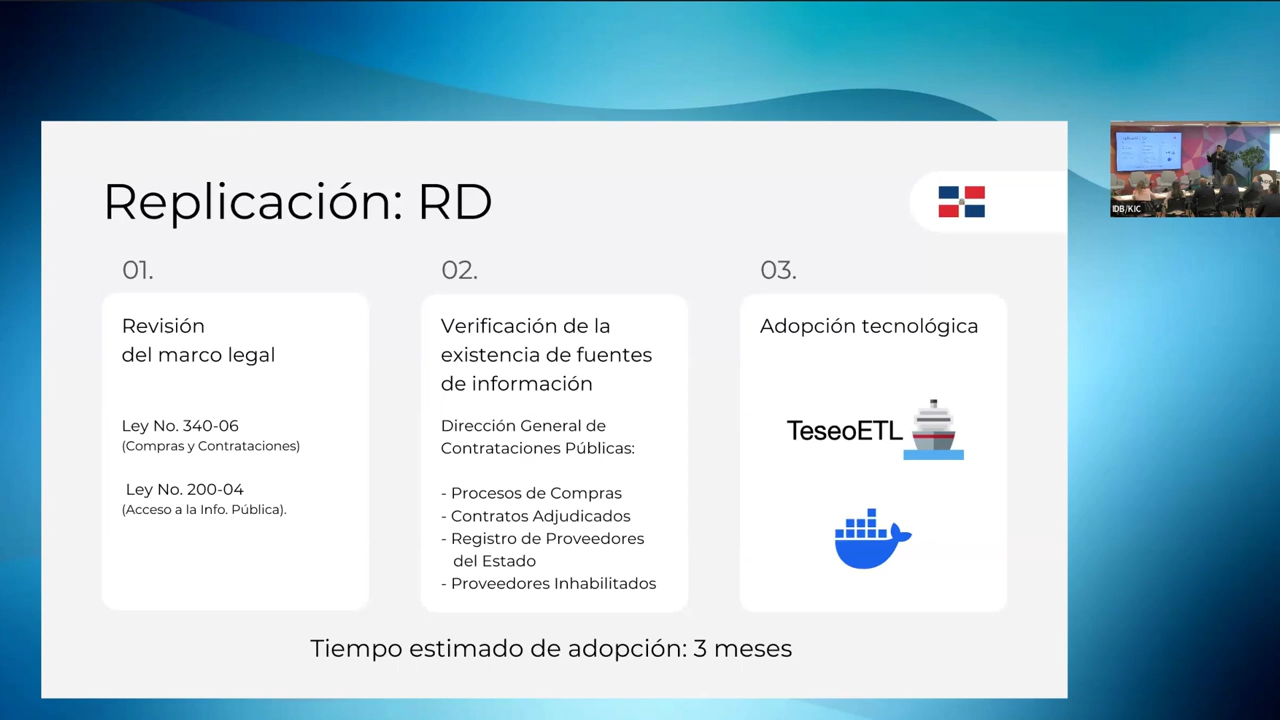 Replicación: RD
01.
Revisión
del marco legal
Ley No. 340-06
(Compras y Contrataciones)
Ley No. 200-04
(Acceso a la Info. Pública).
02.
Verificación de la
existencia de fuentes
de información
Dirección General de
Contrataciones Públicas:
- Procesos de Compras
- Contratos Adjudicados
- Registro de Proveedores
del Estado
- Proveedores Inhabilitados
03.
Adopción tecnológica
TeseoETL
Tiempo estimado de adopción: 3 meses
IDB/KIC